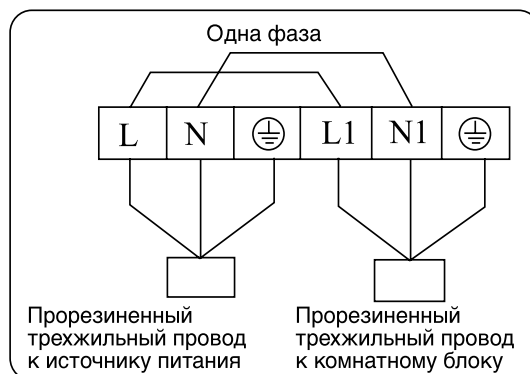 Одна фаза
L N L1 N1
Прорезиненный
трехжильный провод
к источнику питания
Прорезиненный
трехжильный провод
к комнатному блоку